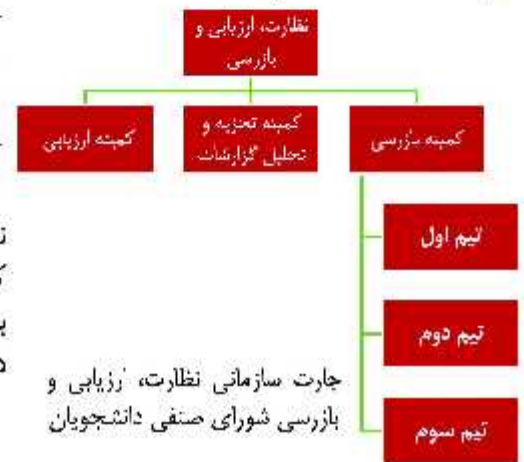 نظارت، ارزیابی و
بازرسی
کمیته بازرسی
کمیته تجزیه و
تحلیل گزارشات
کمیته ارزیابی
تیم اول
تیم دوم
تیم سوم
چارت سازمانی نظارت، ارزیابی و
بازرسی شورای صنفی دانشجویان